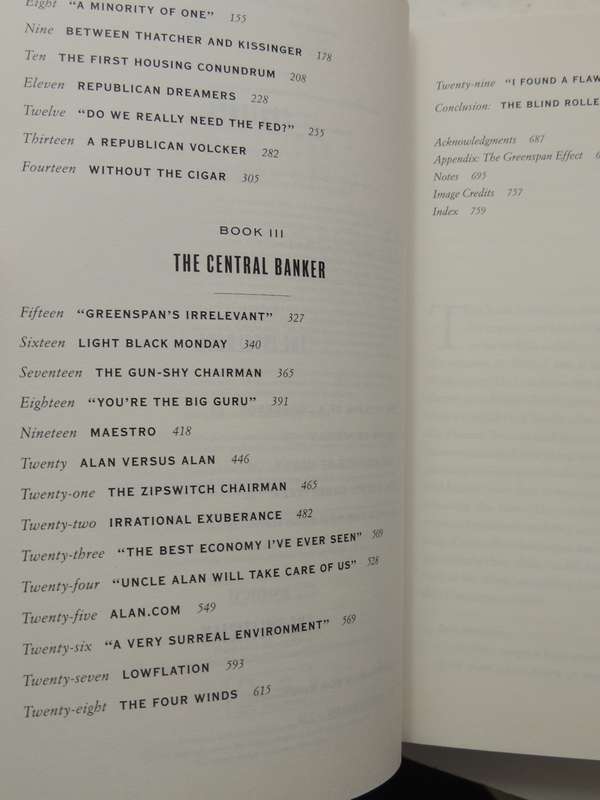 Eight "A MINORITY OF ONE" 155
Nine BETWEEN THATCHER AND KISSINGER 178
Ten THE FIRST HOUSING CONUNDRUM 208
Eleven REPUBLICAN DREAMERS 228
Twelve "DO WE REALLY NEED THE FED?" 255
Thirteen A REPUBLICAN VOLCKER 282
Fourteen WITHOUT THE CIGAR 305
BOOK III
THE CENTRAL BANKER
Fifteen "GREENSPAN'S IRRELEVANT" 327
Sixteen LIGHT BLACK MONDAY 340
Seventeen THE GUN-SHY CHAIRMAN 365
Eighteen "YOU'RE THE BIG GURU" 391
Nineteen MAESTRO 418
Twenty ALAN VERSUS ALAN 446
Twenty-one THE ZIPSWITCH CHAIRMAN 465
Twenty-two IRRATIONAL EXUBERANCE 482
Twenty-three "THE BEST ECONOMY I'VE EVER SEEN" 509
Twenty-four "UNCLE ALAN WILL TAKE CARE OF US" 528
Twenty-five ALAN.COM 549
Twenty-six "A VERY SURREAL ENVIRONMENT" 569
Twenty-seven LOWFLATION 593
Twenty-eight THE FOUR WINDS 615
Twenty-nine "I FOUND A FLAW
Conclusion: THE BLIND ROLLE
Acknowledgments 687
Appendix: The Greenspan Effect
Notes 695
Image Credits 757
Index 759